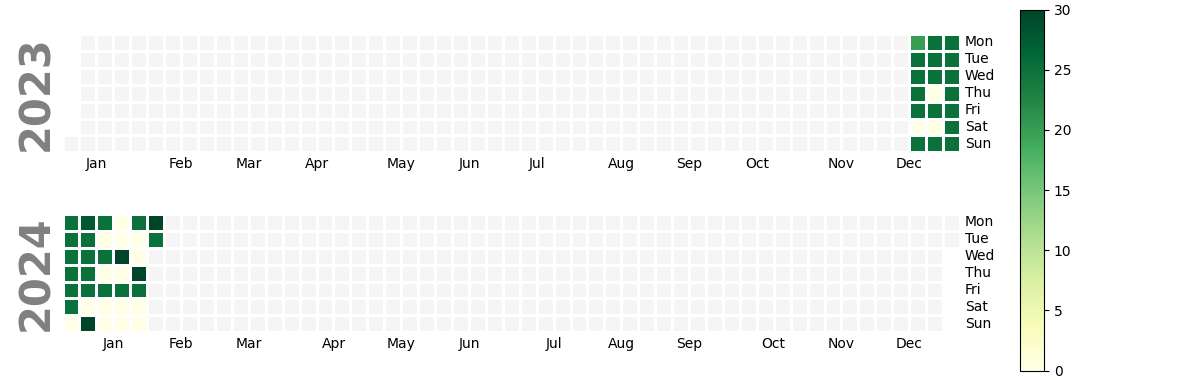 2023
Mon
Tue
Wed
Thu
Fri
Sat
Sun
Jan Feb Mar Apr May Jun Jul Aug Sep Oct Nov Dec
2024
Mon
Tue
Wed
Thu
Fri
Sat
Sun
Jan Feb Mar Apr May Jun Jul Aug Sep Oct Nov Dec
30
25
20
15
10
5
0